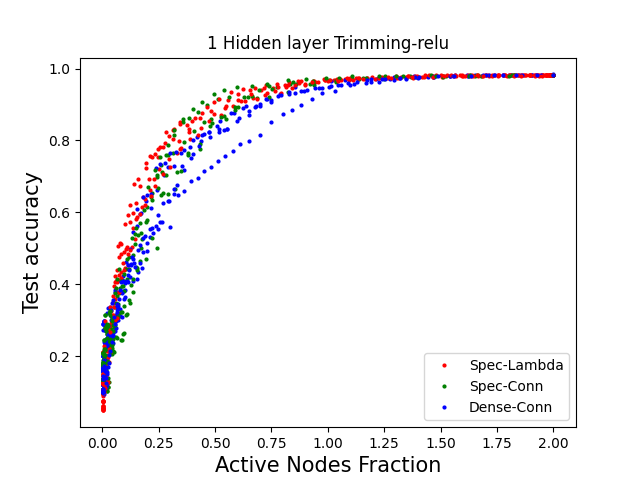 1 Hidden layer Trimming-relu
Test accuracy
1.0
0.8
0.6
0.4
0.2
Spec-Lambda
Spec-Conn
Dense-Conn
0.00 0.25 0.50 0.75 1.00 1.25 1.50 1.75 2.00
Active Nodes Fraction